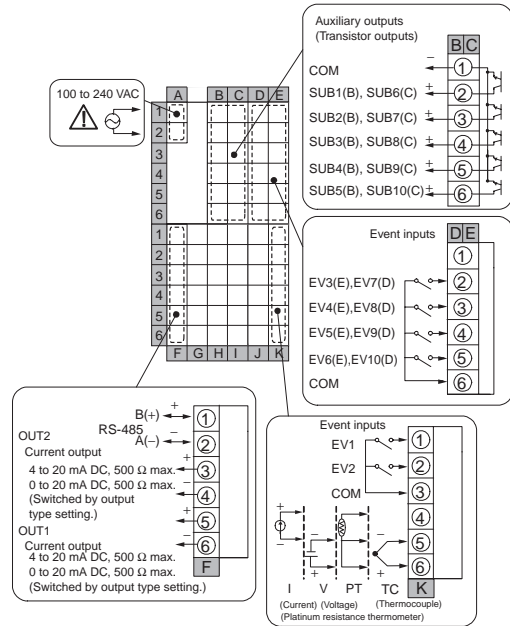 100 to 240 VAC
A
B C D E
1
2
3
4
5
6
1
2
3
4
5
6
F G H I J K
Auxiliary outputs
(Transistor outputs)
B C
COM − 1
SUB1(B), SUB6(C) + 2
SUB2(B), SUB7(C) + 3
SUB3(B), SUB8(C) + 4
SUB4(B), SUB9(C) + 5
SUB5(B), SUB10(C) + 6
Event inputs
D E
1
EV3(E),EV7(D) 2
EV4(E),EV8(D) 3
EV5(E),EV9(D) 4
EV6(E),EV10(D) 5
COM 6
B(+) + 1
RS-485
A(−) − 2
OUT2
Current output
4 to 20 mA DC, 500 Ω max.
0 to 20 mA DC, 500 Ω max.
(Switched by output
type setting.)
+ 3
− 4
+ 5
− 6
OUT1
Current output
4 to 20 mA DC, 500 Ω max.
0 to 20 mA DC, 500 Ω max.
(Switched by output type setting.)
F
Event inputs
EV1 1
EV2 2
COM 3
4
5
6
+ − − + − +
I V PT TC
K
(Current) (Voltage) (Thermocouple)
(Platinum resistance thermometer)